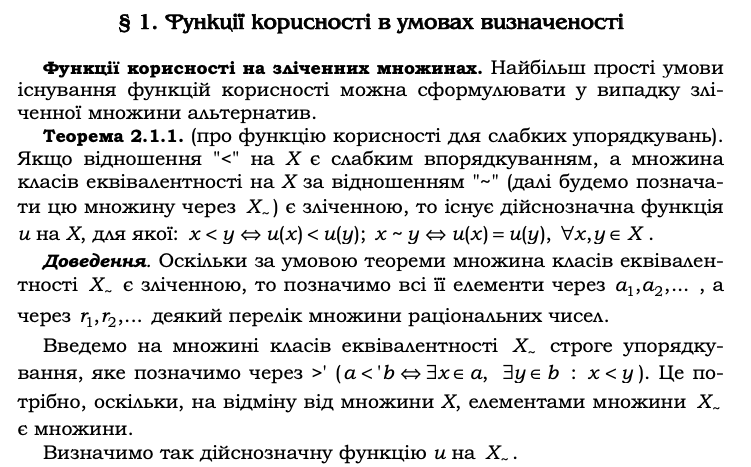 § 1. Функції корисності в умовах визначеності
Функції корисності на зліченних множинах. Найбільш прості умови
існування функцій корисності можна сформулювати у випадку злі-
ченної множини альтернатив.
Теорема 2.1.1. (про функцію корисності для слабких упорядкувань).
Якщо відношення "<" на X є слабким впорядкуванням, а множина
класів еквівалентності на X за відношенням "~" (далі будемо познача-
ти цю множину через X~) є зліченною, то існує дійснозначна функція
u на X, для якої: x < y ⇔ u(x) < u(y); x ~ y ⇔ u(x) = u(y), ∀x,y ∈ X .
Доведення. Оскільки за умовою теореми множина класів еквівален-
тності X~ є зліченною, то позначимо всі її елементи через a₁,a₂,... , а
через r₁,r₂,... деякий перелік множини раціональних чисел.
Введемо на множині класів еквівалентності X~ строге упорядку-
вання, яке позначимо через >' (a <'b ⇔ ∃x ∈ a, ∃y ∈ b : x < y). Це по-
трібно, оскільки, на відміну від множини X, елементами множини X~
є множини.
Визначимо так дійснозначну функцію u на X~.